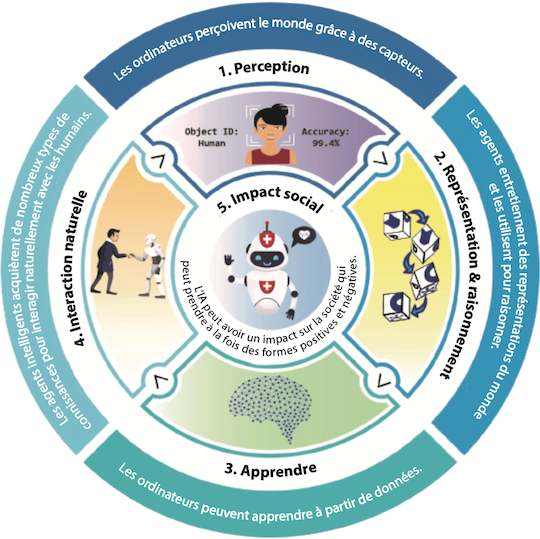 Les ordinateurs perçoivent le monde grâce à des capteurs.
1. Perception
Object ID:
Human
Accuracy:
99.4%
Les agents entretiennent des représentations du monde
et les utilisent pour raisonner.
2. Représentation & raisonnement
3. Apprendre
Les ordinateurs peuvent apprendre à partir de données.
Les agents intelligents acquièrent de nombreux types de
connissances pour interagir naturellement avec les humains.
4. Interaction naturelle
5. Impact social
L'IA peut avoir un impact sur la société qui
peut prendre à la fois des formes positives et négatives.